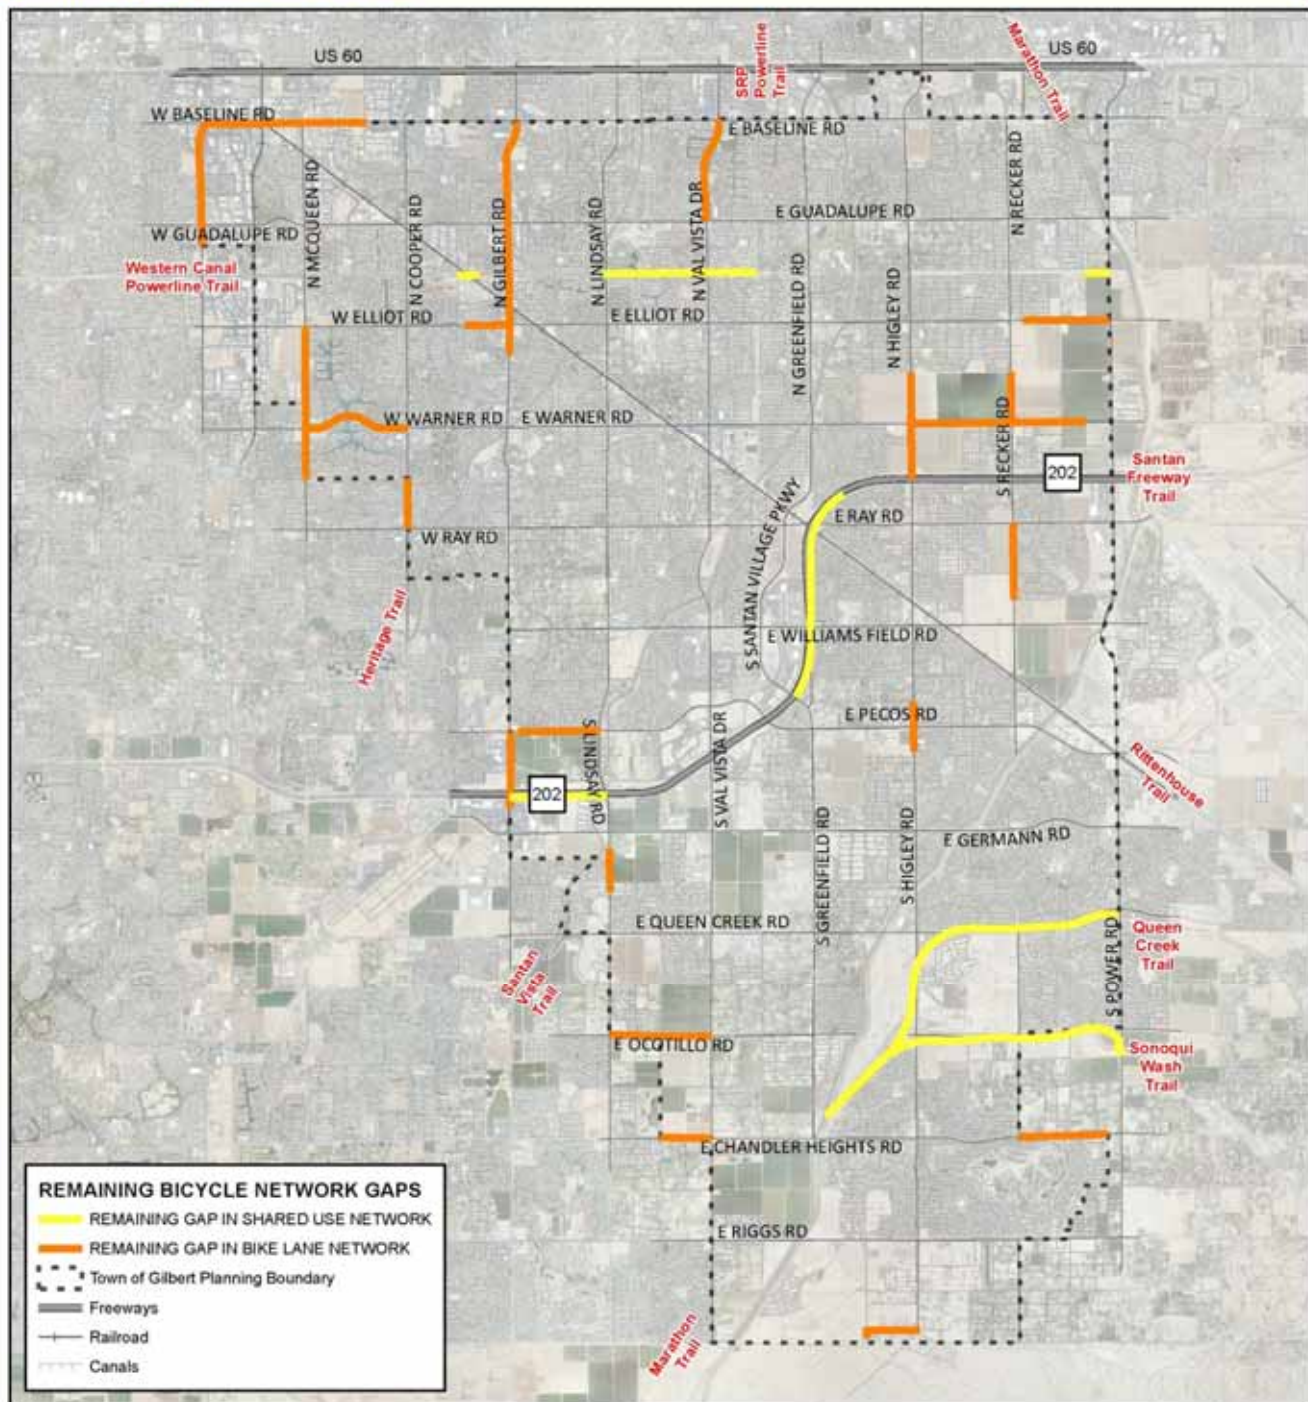 US 60
US 60
SRP
Powerline
Trail
Marathon Trail
W BASELINE RD
E BASELINE RD
N MCQUEEN RD
N COOPER RD
N GILBERT RD
N LINDSAY RD
N VAL VISTA DR
N RECKER RD
W GUADALUPE RD
E GUADALUPE RD
Western Canal
Powerline Trail
N GREENFIELD RD
N HIGLEY RD
W ELLIOT RD
E ELLIOT RD
W WARNER RD
E WARNER RD
S RECKER RD
202
Santan
Freeway
Trail
W RAY RD
E RAY RD
S SANTAN VILLAGE PKWY
Heritage Trail
E WILLIAMS FIELD RD
S LINDSAY RD
S VAL VISTA DR
E PECOS RD
Rittenhouse
Trail
202
S GREENFIELD RD
S HIGLEY RD
E GERMANN RD
E QUEEN CREEK RD
S POWER RD
Queen
Creek
Trail
Santan
Vista
Trail
E OCOTILLO RD
Sonoqui
Wash
Trail
E CHANDLER HEIGHTS RD
E RIGGS RD
Marathon
Trail
REMAINING BICYCLE NETWORK GAPS
REMAINING GAP IN SHARED USE NETWORK
REMAINING GAP IN BIKE LANE NETWORK
Town of Gilbert Planning Boundary
Freeways
Railroad
Canals